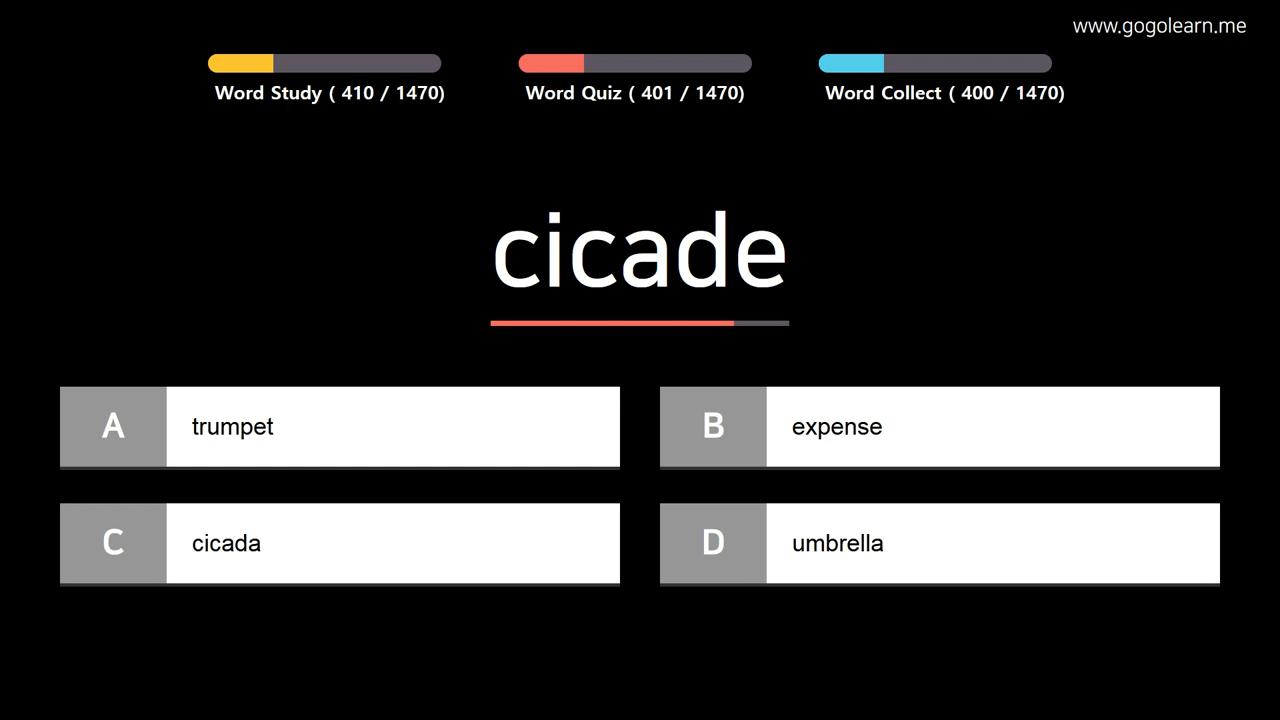 www.gogolearn.me
Word Study ( 410 / 1470)
Word Quiz ( 401 / 1470)
Word Collect ( 400 / 1470)
cicade
A trumpet
B expense
C cicada
D umbrella